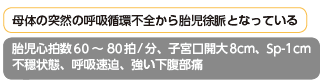 母体の突然の呼吸循環不全から胎児徐脈となっている
胎児心拍数60〜80拍/分、子宮口開大8cm、Sp-1cm
不穏状態、呼吸速迫、強い下腹部痛